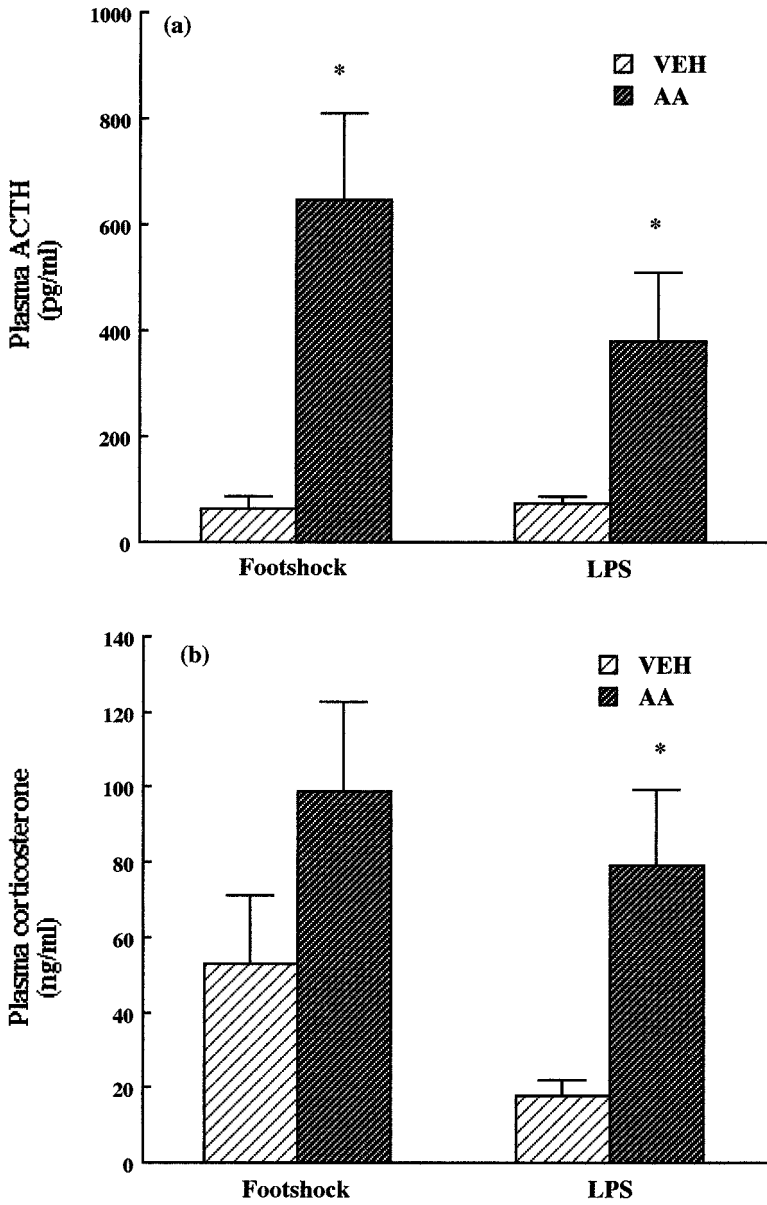 1000
(a)
*
VEH
AA
800
600
*
400
200
0
Plasma ACTH
(pg/ml)
Footshock
LPS
140
(b)
VEH
AA
120
*
100
80
60
40
20
0
Plasma corticosterone
(ng/ml)
Footshock
LPS